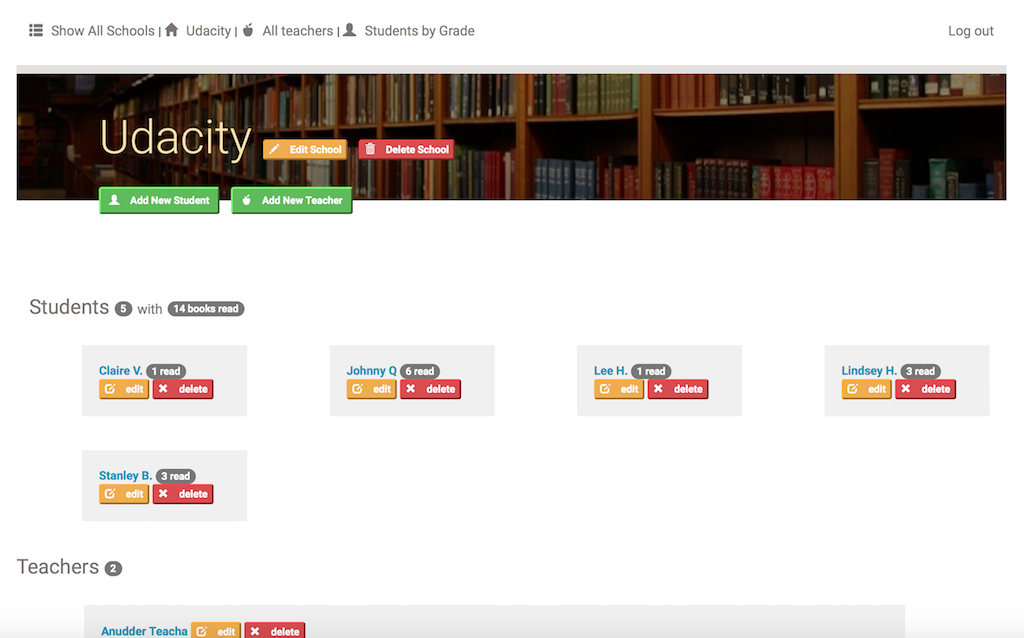 Show All Schools | Udacity | All teachers | Students by Grade Log out
Udacity Edit School Delete School
Add New Student Add New Teacher
Students 5 with 14 books read
Claire V. 1 read
edit delete
Johnny Q 6 read
edit delete
Lee H. 1 read
edit delete
Lindsey H. 3 read
edit delete
Stanley B. 3 read
edit delete
Teachers 2
Anudder Teacha edit delete